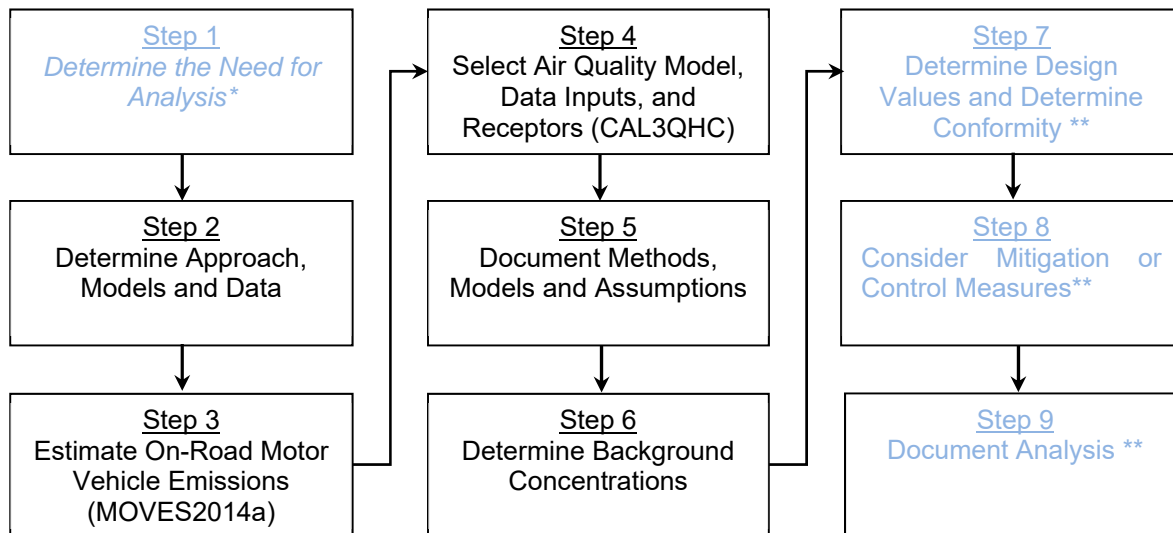 Step 1
Determine the Need for
Analysis*
Step 2
Determine Approach,
Models and Data
Step 3
Estimate On-Road Motor
Vehicle Emissions
(MOVES2014a)
Step 4
Select Air Quality Model,
Data Inputs, and
Receptors (CAL3QHC)
Step 5
Document Methods,
Models and Assumptions
Step 6
Determine Background
Concentrations
Step 7
Determine Design
Values and Determine
Conformity **
Step 8
Consider Mitigation or
Control Measures**
Step 9
Document Analysis **